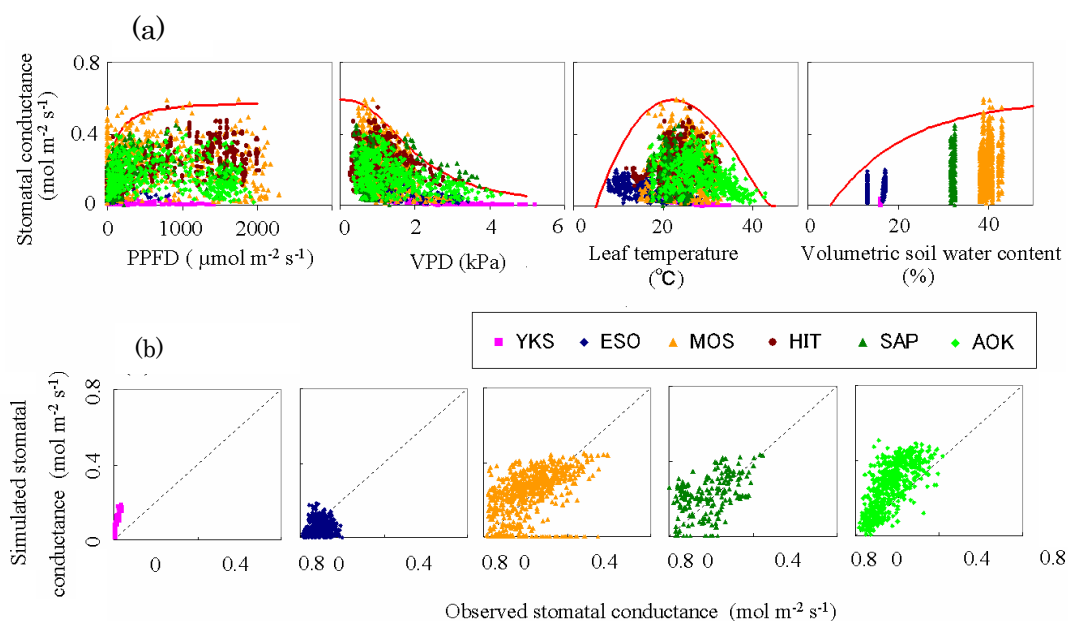 (a)
Stomatal conductance
(mol m-2 s-1)
0.8
0.4
0
0 1000 2000
PPFD ( μmol m-2 s-1)
0 2 4 6
VPD (kPa)
0 20 40
Leaf temperature
(℃)
0 20 40
Volumetric soil water content
(%)
YKS ESO MOS HIT SAP AOK
(b)
Simulated stomatal
conductance (mol m-2 s-1)
0.8
0.4
0
0 0.4 0.8 0 0.4 0.8 0 0.4 0.8 0 0.4 0.8 0 0.4 0.8
Observed stomatal conductance (mol m-2 s-1)